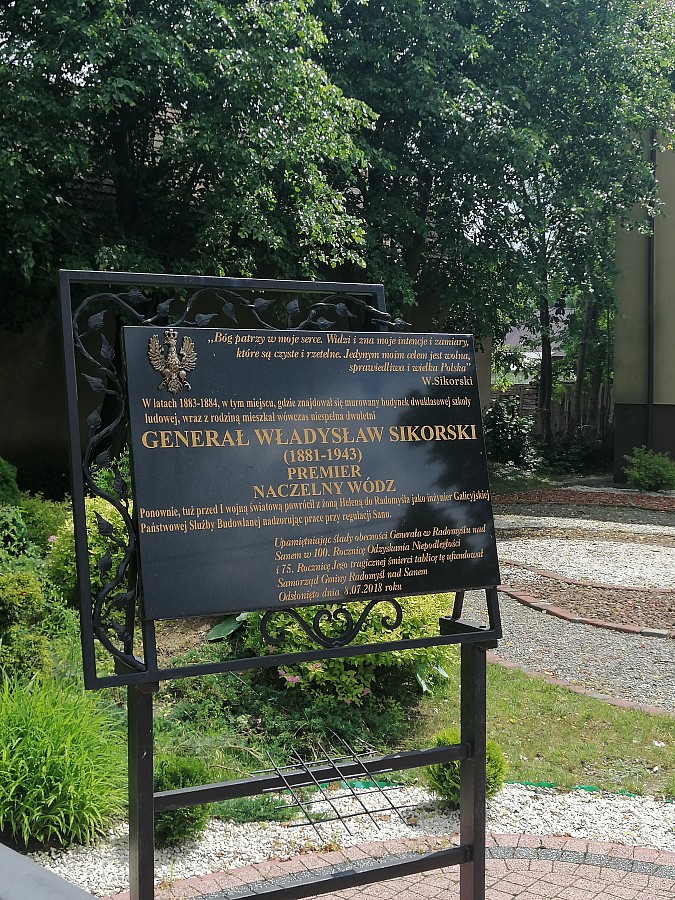 „Bóg patrzy w moje serce. Widzi i zna moje intencje i zamiary,
które są czyste i rzetelne. Jedynym moim celem jest wolna,
sprawiedliwa i wielka Polska"
W.Sikorski
W latach 1883-1884, w tym miejscu, gdzie znajdował się murowany budynek dwuklasowej szkoły
ludowej, wraz z rodziną mieszkał wówczas niespełna dwuletni
GENERAŁ WŁADYSŁAW SIKORSKI
(1881-1943)
PREMIER
NACZELNY WÓDZ
Ponownie, tuż przed I wojną światową powrócił z żoną Heleną do Radomyśla jako inżynier Galicyjskiej
Państwowej Służby Budowlanej nadzorując prace przy regulacji Sanu.
Upamiętniając ślady obecności Generała w Radomyślu nad
Sanem w 100. Rocznicę Odzyskania Niepodległości
i 75. Rocznicę Jego tragicznej śmierci tablicę tę ufundował
Samorząd Gminy Radomyśl nad Sanem
Odsłonięto dnia 8.07.2018 roku